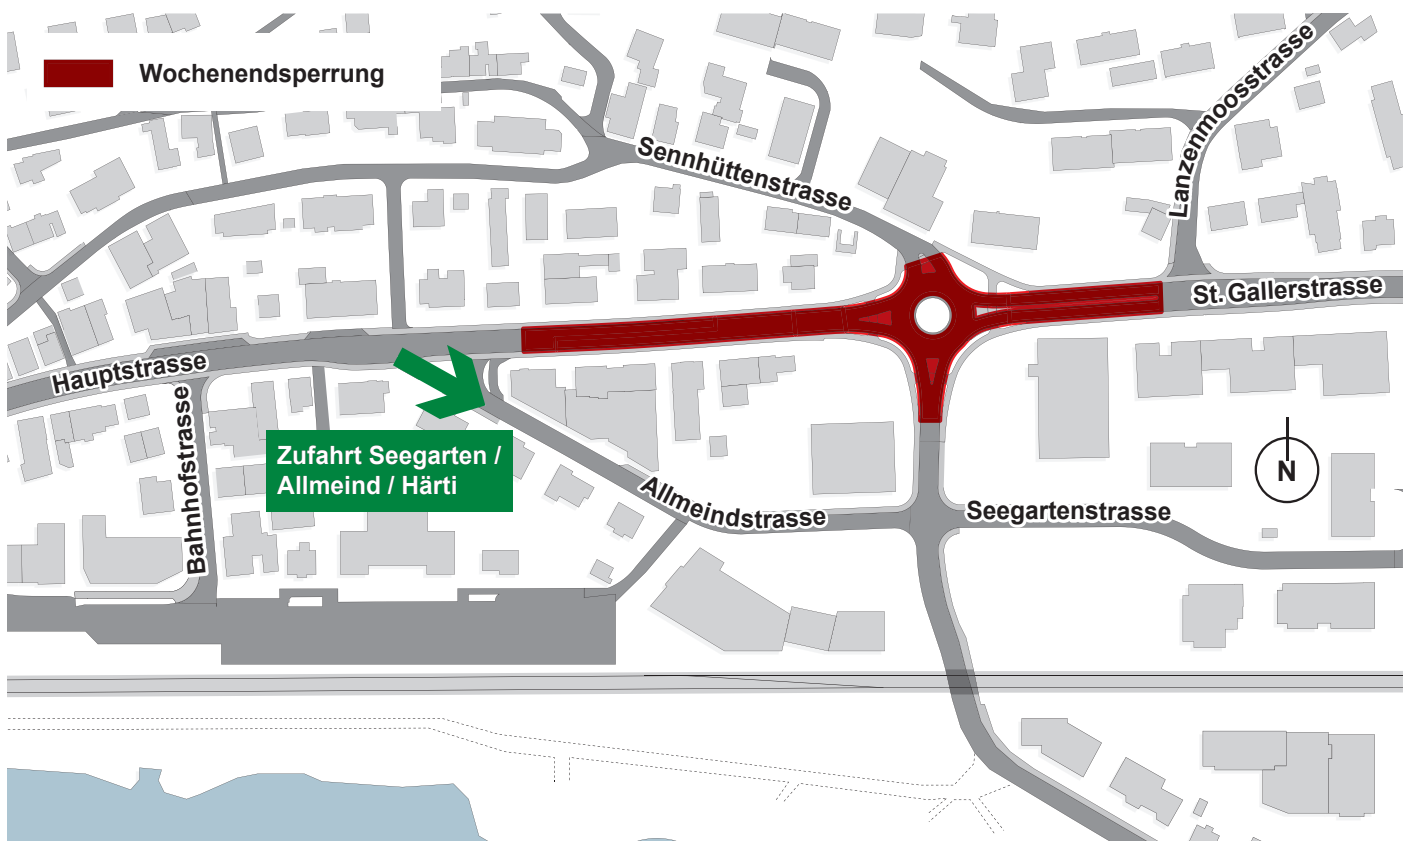 Wochenendsperrung
Lanzenmoosstrasse
Sennhüttenstrasse
St. Gallerstrasse
Hauptstrasse
Bahnhofstrasse
Zufahrt Seegarten /
Allmeind / Härti
Allmeindstrasse
Seegartenstrasse
N